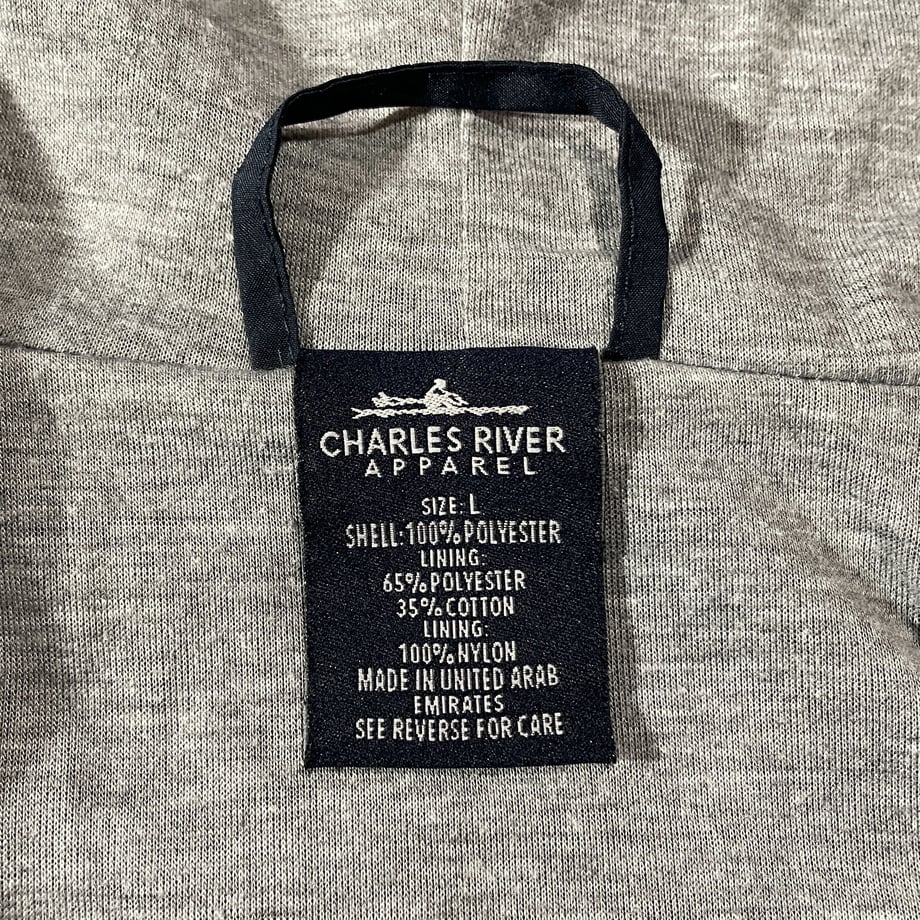 CHARLES RIVER
APPAREL
SIZE: L
SHELL: 100% POLYESTER
LINING:
65% POLYESTER
35% COTTON
LINING:
100% NYLON
MADE IN UNITED ARAB
EMIRATES
SEE REVERSE FOR CARE